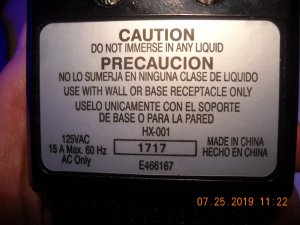 CAUTION
DO NOT IMMERSE IN ANY LIQUID
PRECAUCION
NO LO SUMERJA EN NINGUNA CLASE DE LIQUIDO
USE WITH WALL OR BASE RECEPTACLE ONLY
USELO UNICAMENTE CON EL SOPORTE
DE BASE O PARA LA PARED
HX-001
125VAC
15 A Max. 60 Hz
AC Only
1717
E466167
MADE IN CHINA
HECHO EN CHINA
07.25.2019 11:22